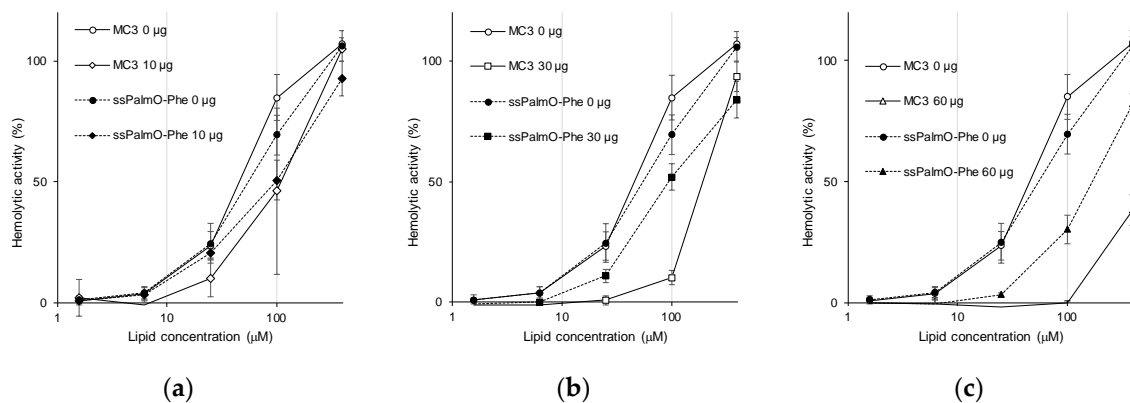 MC3 0 µg
MC3 10 µg
ssPalmO-Phe 0 µg
ssPalmO-Phe 10 µg
Hemolytic activity (%)
100
50
0
1
10
100
Lipid concentration (µM)
(a)
MC3 0 µg
MC3 30 µg
ssPalmO-Phe 0 µg
ssPalmO-Phe 30 µg
Hemolytic activity (%)
100
50
0
1
10
100
Lipid concentration (µM)
(b)
MC3 0 µg
MC3 60 µg
ssPalmO-Phe 0 µg
ssPalmO-Phe 60 µg
Hemolytic activity (%)
100
50
0
1
10
100
Lipid concentration (µM)
(c)